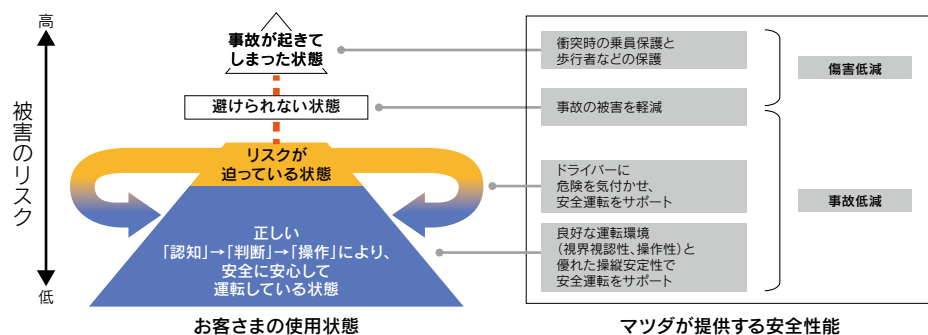 高
被害のリスク
低
事故が起きて
しまった状態
避けられない状態
リスクが
迫っている状態
正しい
「認知」→「判断」→「操作」により、
安全に安心して
運転している状態
お客さまの使用状態
衝突時の乗員保護と
歩行者などの保護
事故の被害を軽減
ドライバーに
危険を気付かせ、
安全運転をサポート
良好な運転環境
（視界視認性、操作性）と
優れた操縦安定性で
安全運転をサポート
傷害低減
事故低減
マツダが提供する安全性能